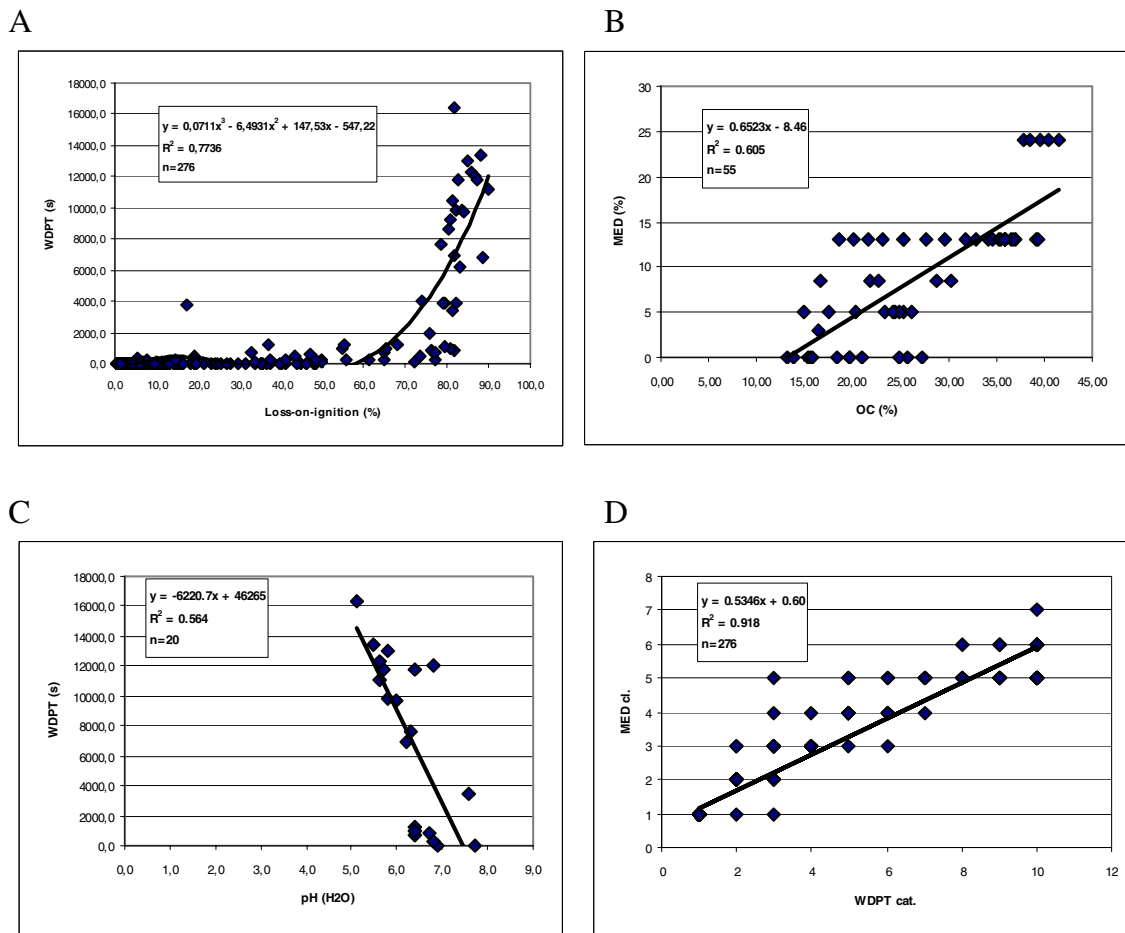 A
WDPT (s)
18000,0
16000,0
14000,0
12000,0
10000,0
8000,0
6000,0
4000,0
2000,0
0,0
y = 0,0711x³ - 6,4931x² + 147,53x - 547,22
R² = 0,7736
n=276
0,0 10,0 20,0 30,0 40,0 50,0 60,0 70,0 80,0 90,0 100,0
Loss-on-ignition (%)
B
MED (%)
30
25
20
15
10
5
0
y = 0.6523x - 8.46
R² = 0.605
n=55
0,00 5,00 10,00 15,00 20,00 25,00 30,00 35,00 40,00 45,00
OC (%)
C
WDPT (s)
18000,0
16000,0
14000,0
12000,0
10000,0
8000,0
6000,0
4000,0
2000,0
0,0
y = -6220.7x + 46265
R² = 0.564
n=20
0,0 1,0 2,0 3,0 4,0 5,0 6,0 7,0 8,0 9,0
pH (H2O)
D
MED cl.
8
7
6
5
4
3
2
1
0
y = 0.5346x + 0.60
R² = 0.918
n=276
0 2 4 6 8 10 12
WDPT cat.